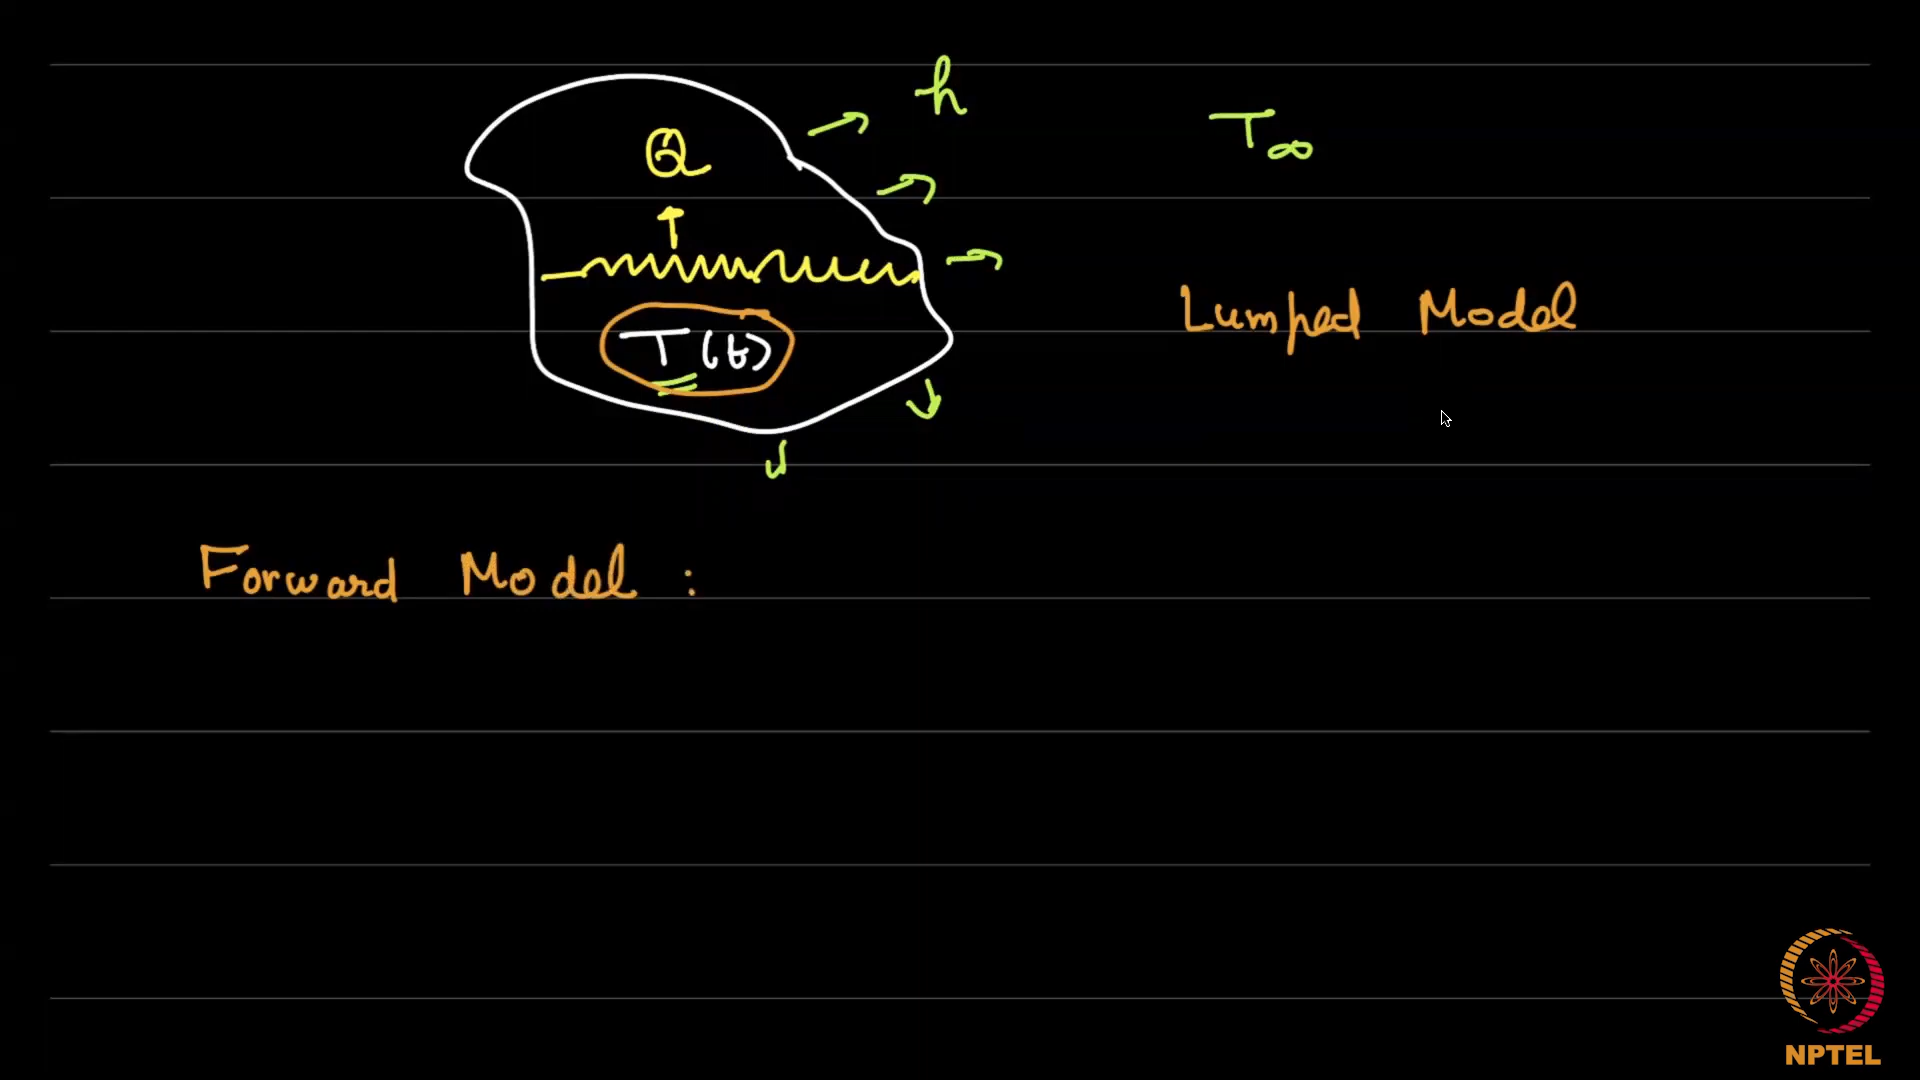 h
T∞
Q
Lumped Model
T(t)
Forward Model :
NPTEL